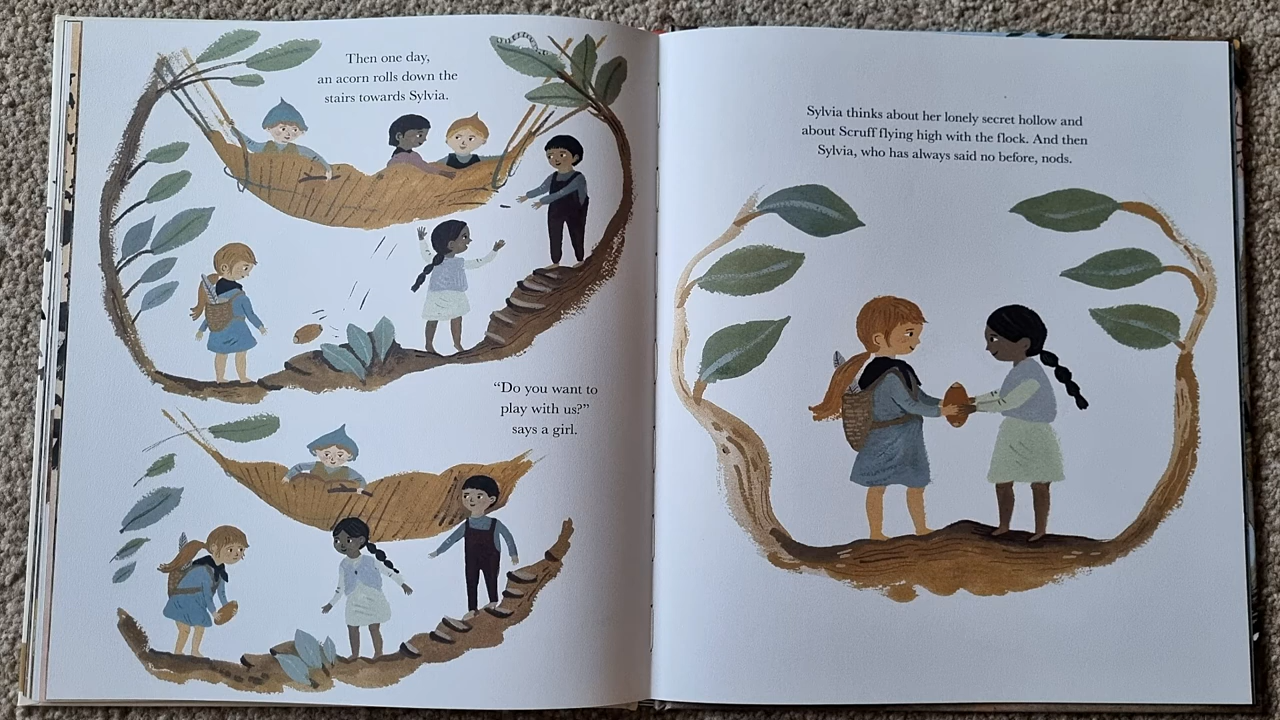 Then one day,
an acorn rolls down the
stairs towards Sylvia.
“Do you want to
play with us?”
says a girl.
Sylvia thinks about her lonely secret hollow and
about Scruff flying high with the flock. And then
Sylvia, who has always said no before, nods.